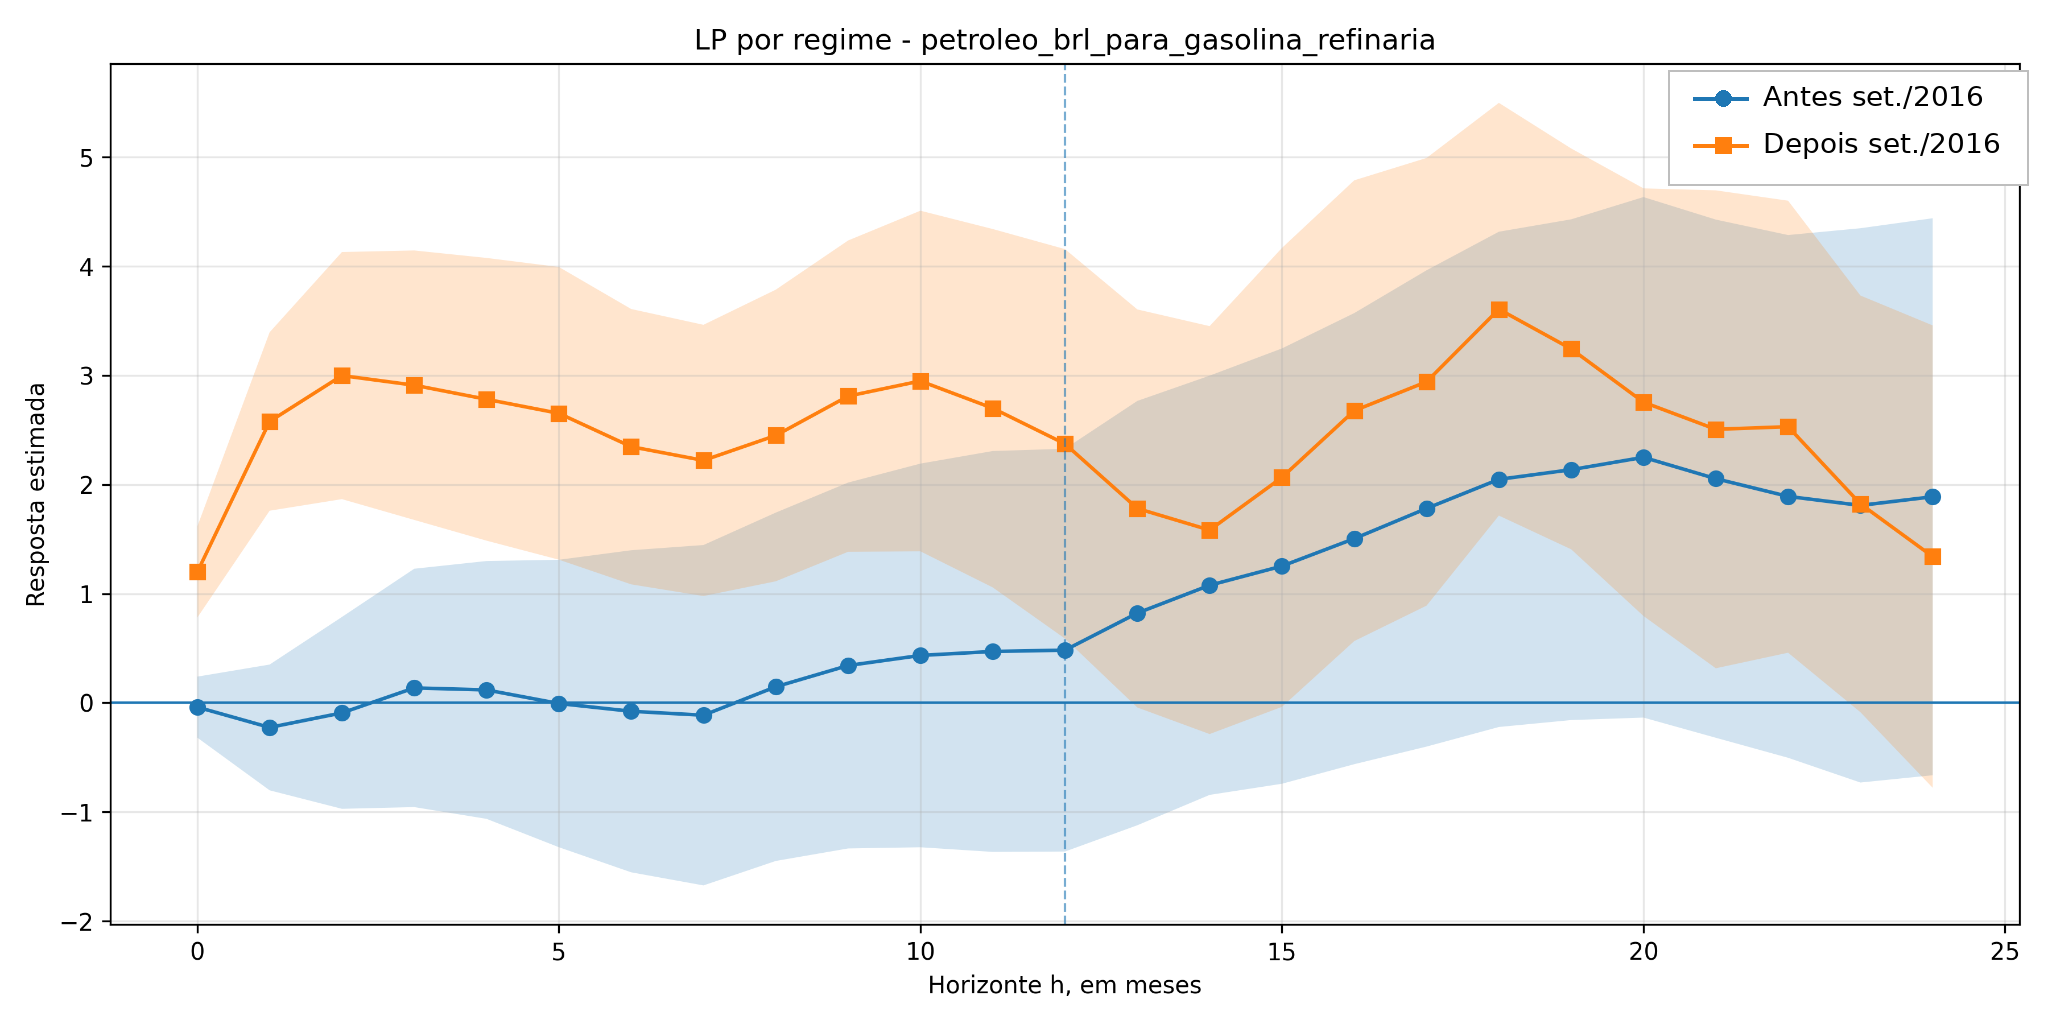 LP por regime - petroleo_brl_para_gasolina_refinaria
Antes set./2016
Depois set./2016
Resposta estimada
5
4
3
2
1
0
−1
−2
0 5 10 15 20 25
Horizonte h, em meses